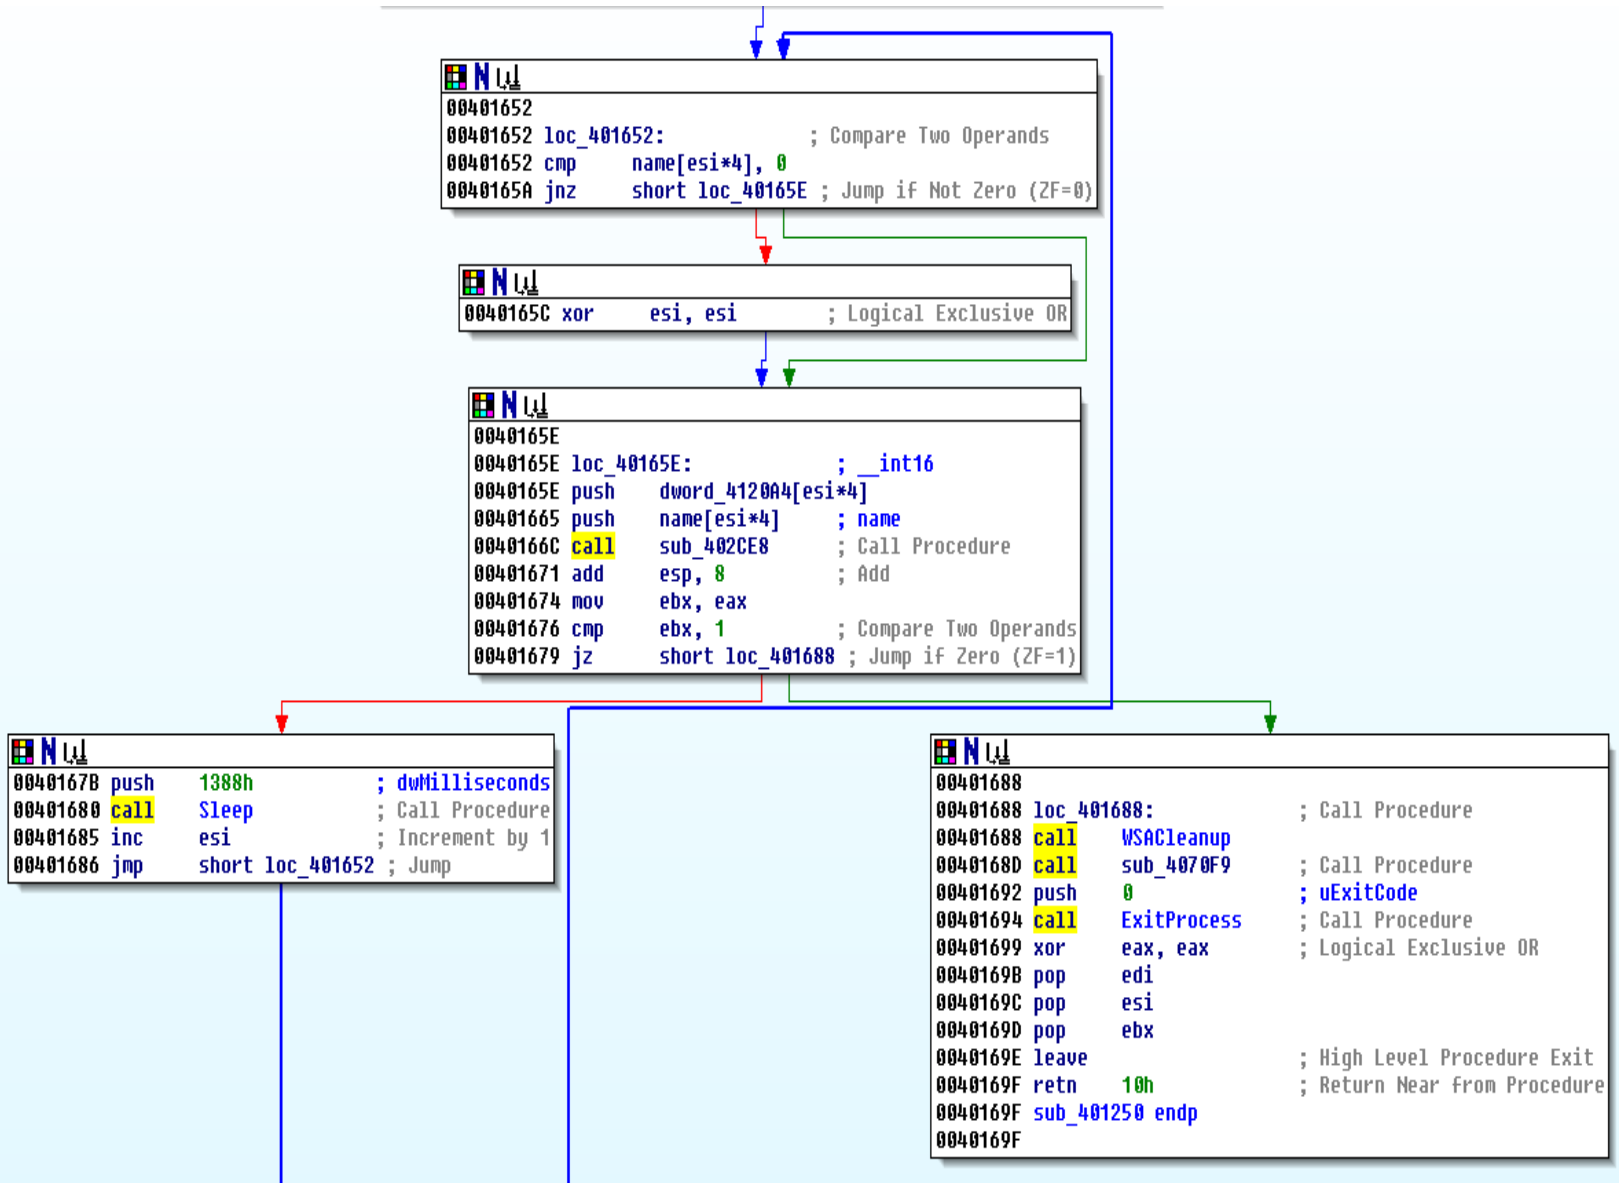 00401652
00401652 loc_401652: ; Compare Two Operands
00401652 cmp name[esi*4], 0
0040165A jnz short loc_40165E ; Jump if Not Zero (ZF=0)
0040165C xor esi, esi ; Logical Exclusive OR
0040165E
0040165E loc_40165E: ; __int16
0040165E push dword_4120A4[esi*4]
00401665 push name[esi*4] ; name
0040166C call sub_402CE8 ; Call Procedure
00401671 add esp, 8 ; Add
00401674 mov ebx, eax
00401676 cmp ebx, 1 ; Compare Two Operands
00401679 jz short loc_401688 ; Jump if Zero (ZF=1)
0040167B push 1388h ; dwMilliseconds
00401680 call Sleep ; Call Procedure
00401685 inc esi ; Increment by 1
00401686 jmp short loc_401652 ; Jump
00401688
00401688 loc_401688: ; Call Procedure
00401688 call WSACleanup
0040168D call sub_4070F9 ; Call Procedure
00401692 push 0 ; uExitCode
00401694 call ExitProcess ; Call Procedure
00401699 xor eax, eax ; Logical Exclusive OR
0040169B pop edi
0040169C pop esi
0040169D pop ebx
0040169E leave ; High Level Procedure Exit
0040169F retn 10h ; Return Near from Procedure
0040169F sub_401250 endp
0040169F